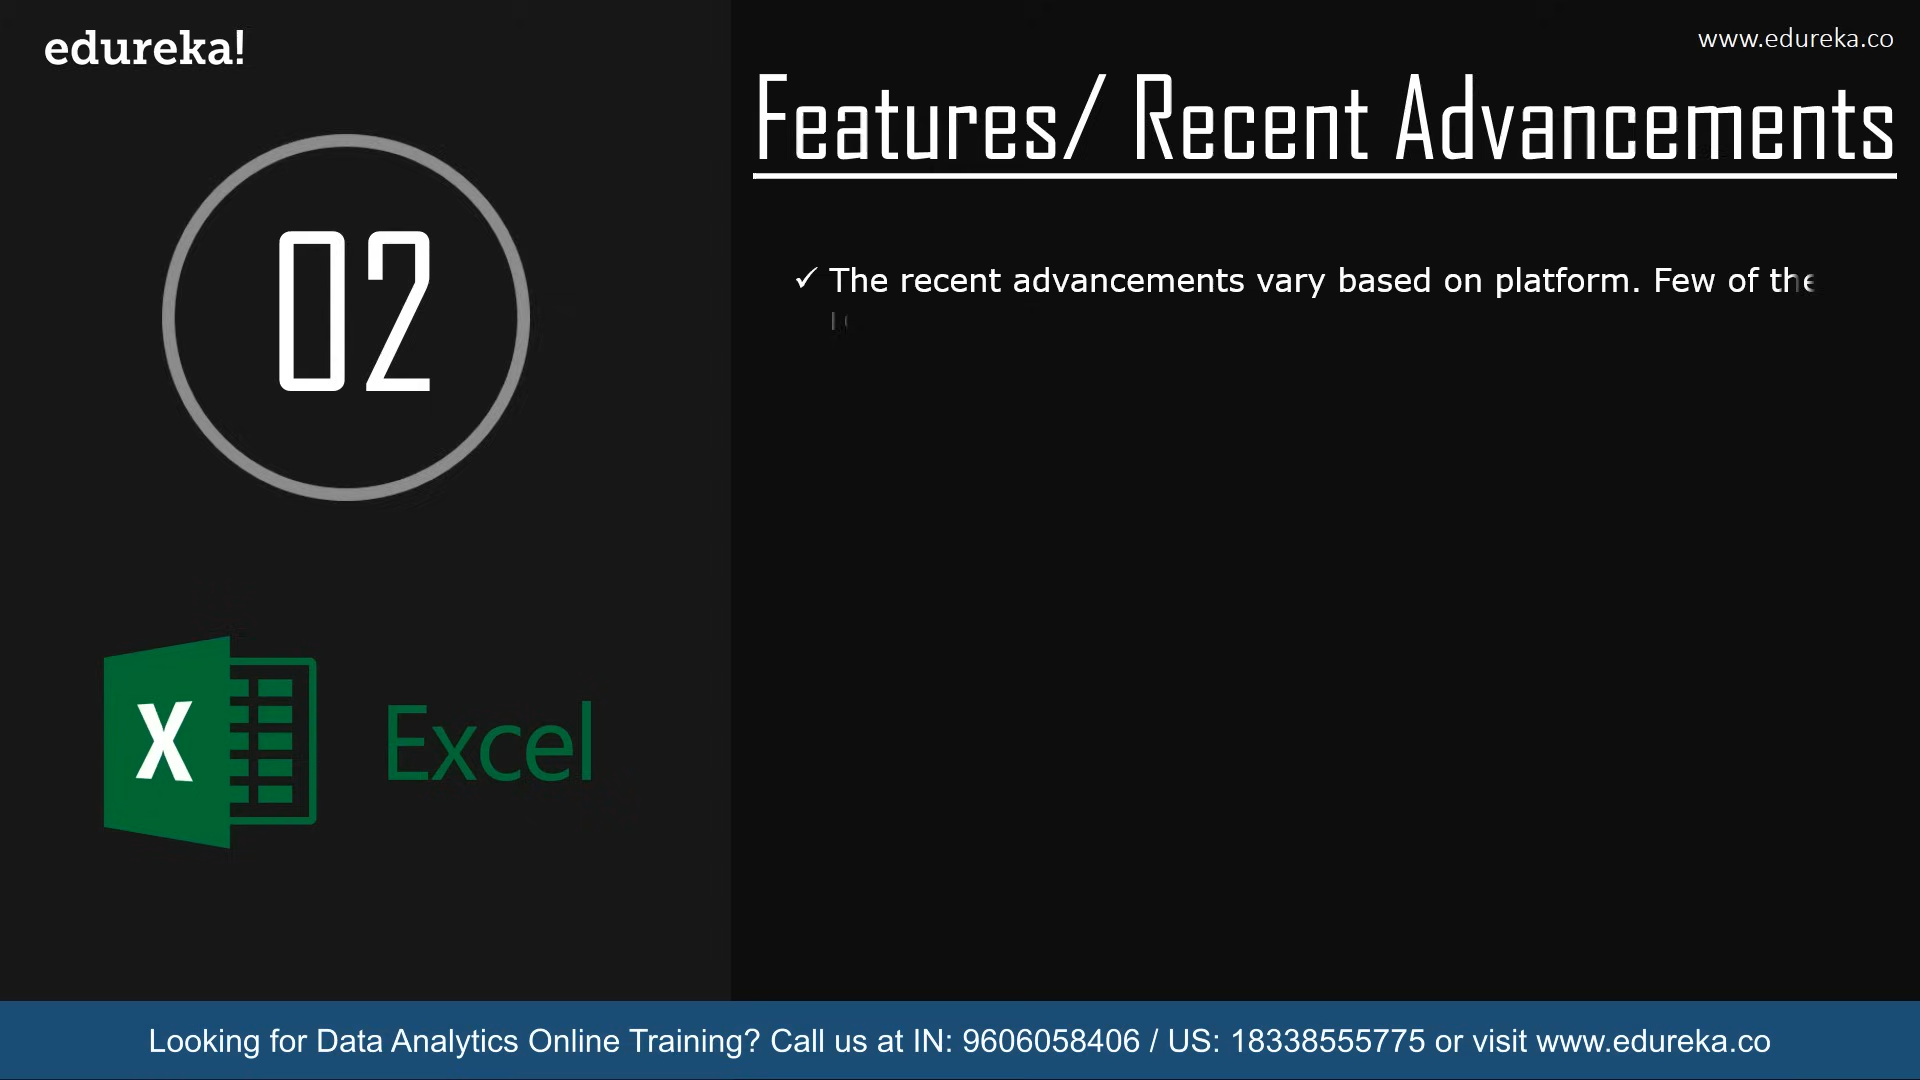 edureka!
www.edureka.co
Features/ Recent Advancements
02
✓ The recent advancements vary based on platform. Few of the
X
Excel
Looking for Data Analytics Online Training? Call us at IN: 9606058406 / US: 18338555775 or visit www.edureka.co